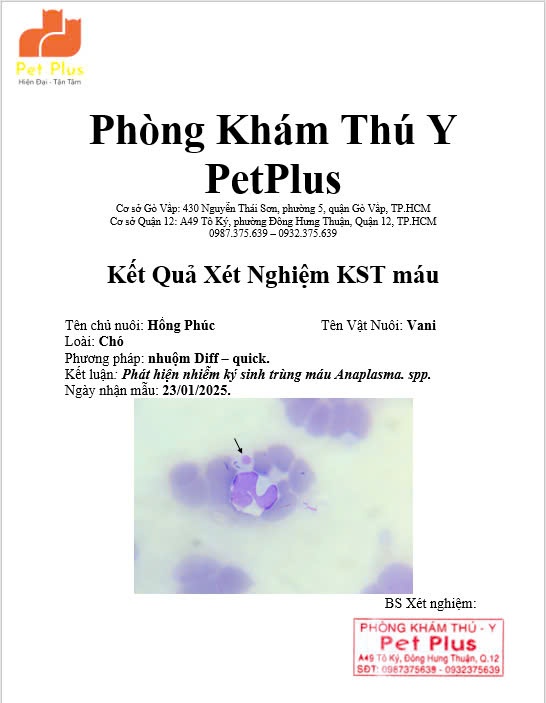 Pet Plus
Hiện Đại - Tận Tâm
Phòng Khám Thú Y
PetPlus
Cơ sở Gò Vấp: 430 Nguyễn Thái Sơn, phường 5, quận Gò Vấp, TP.HCM
Cơ sở Quận 12: A49 Tô Ký, phường Đông Hưng Thuận, Quận 12, TP.HCM
0987.375.639 – 0932.375.639
Kết Quả Xét Nghiệm KST máu
Tên chủ nuôi: Hồng Phúc Tên Vật Nuôi: Vani
Loài: Chó
Phương pháp: nhuộm Diff – quick.
Kết luận: Phát hiện nhiễm ký sinh trùng máu Anaplasma. spp.
Ngày nhận mẫu: 23/01/2025.
BS Xét nghiệm:
PHÒNG KHÁM THÚ - Y
Pet Plus
A49 Tô Ký, Đông Hưng Thuận, Q.12
SĐT: 0987375639 - 0932375639